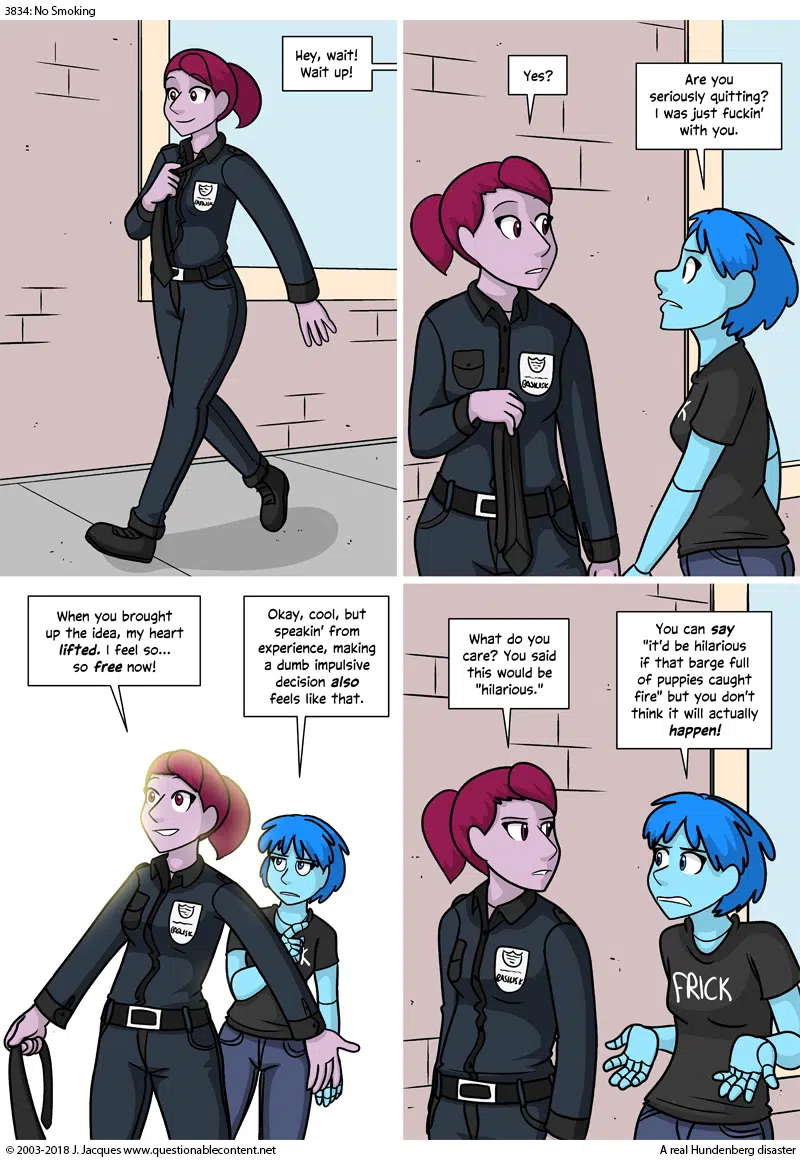 3834: No Smoking
Hey, wait!
Wait up!
BASILISK
Yes?
Are you
seriously quitting?
I was just fuckin'
with you.
BASILISK
K
When you brought
up the idea, my heart
lifted. I feel so...
so free now!
Okay, cool, but
speakin' from
experience, making
a dumb impulsive
decision also
feels like that.
BASILISK
K
What do you
care? You said
this would be
"hilarious."
You can say
"it'd be hilarious
if that barge full
of puppies caught
fire" but you don't
think it will actually
happen!
BASILISK
FRICK
© 2003-2018 J. Jacques www.questionablecontent.net
A real Hundenberg disaster